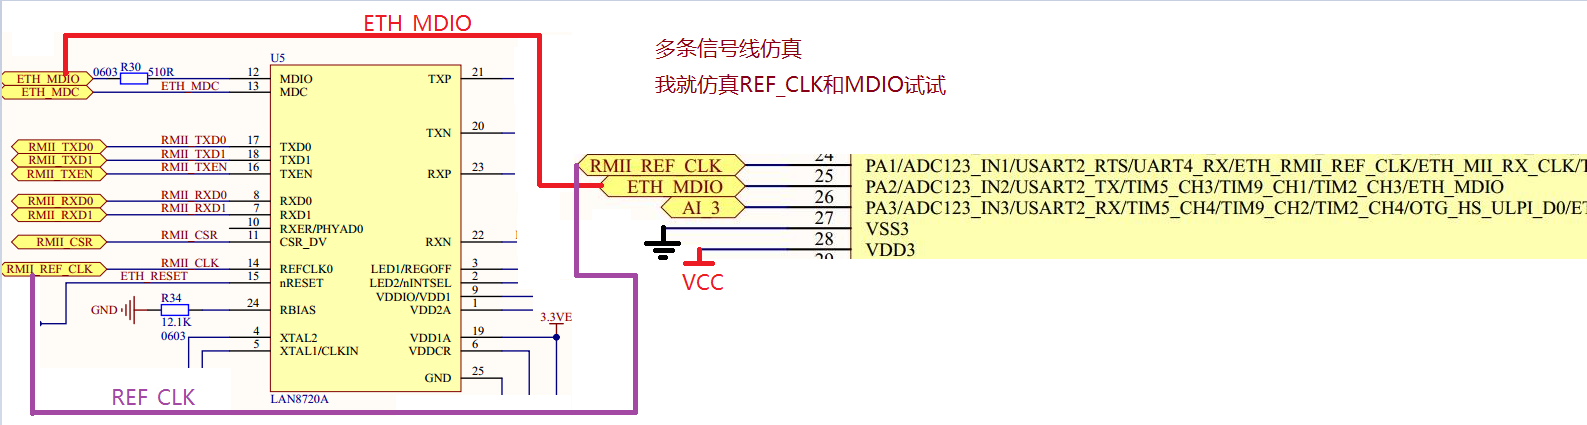 ETH MDIO
多条信号线仿真
我就仿真REF_CLK和MDIO试试
U5
ETH_MDIO
0603
R30
510R
12
MDIO
TXP
21
ETH_MDC
ETH_MDC
13
MDC
TXN
20
RMII_TXD0
RMII_TXD0
17
TXD0
RMII_TXD1
RMII_TXD1
18
TXD1
RMII_TXEN
RMII_TXEN
16
TXEN
RXP
23
RMII_RXD0
RMII_RXD0
8
RXD0
RMII_RXD1
RMII_RXD1
7
RXD1
10
RXER/PHYAD0
RMII_CSR
RMII_CSR
11
CSR_DV
RXN
22
RMII_REF_CLK
RMII_CLK
14
REFCLK0
LED1/REGOFF
3
ETH_RESET
15
nRESET
LED2/nINTSEL
2
VDDIO/VDD1
9
GND
R34
12.1K
0603
24
RBIAS
VDD2A
1
3.3VE
4
XTAL2
VDD1A
19
5
XTAL1/CLKIN
VDDCR
6
GND
25
LAN8720A
REF CLK
RMII_REF_CLK
24
PA1/ADC123_IN1/USART2_RTS/UART4_RX/ETH_RMII_REF_CLK/ETH_MII_RX_CLK/T
ETH_MDIO
25
PA2/ADC123_IN2/USART2_TX/TIM5_CH3/TIM9_CH1/TIM2_CH3/ETH_MDIO
AI_3
26
PA3/ADC123_IN3/USART2_RX/TIM5_CH4/TIM9_CH2/TIM2_CH4/OTG_HS_ULPI_D0/ET
27
VSS3
28
VDD3
VCC